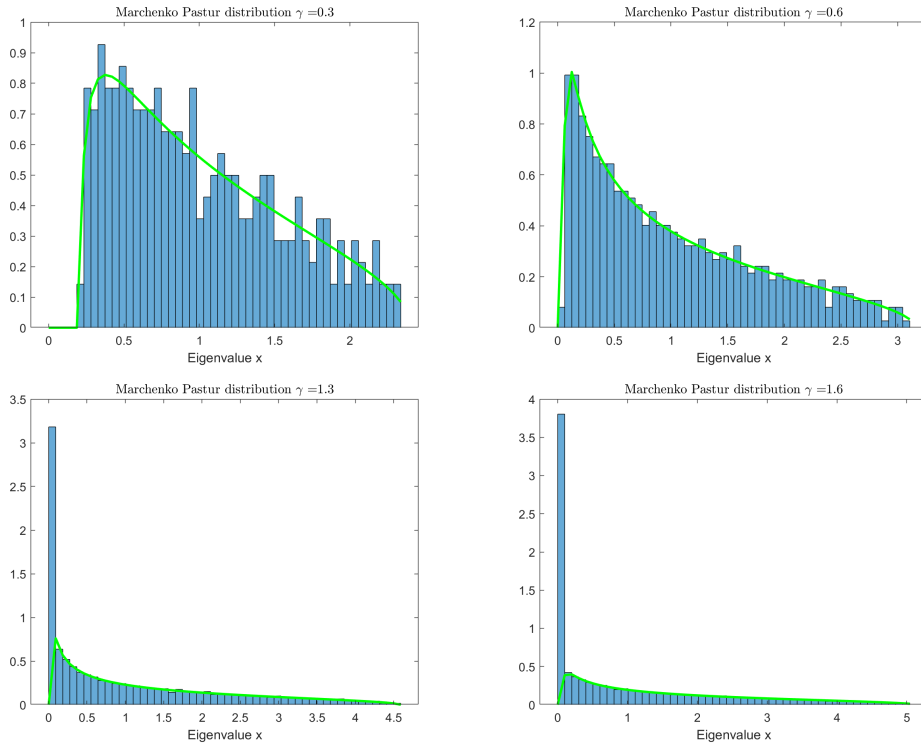 Marchenko Pastur distribution γ =0.3
1
0.9
0.8
0.7
0.6
0.5
0.4
0.3
0.2
0.1
0
0 0.5 1 1.5 2
Eigenvalue x
Marchenko Pastur distribution γ =0.6
1.2
1
0.8
0.6
0.4
0.2
0
0 0.5 1 1.5 2 2.5 3
Eigenvalue x
Marchenko Pastur distribution γ =1.3
3.5
3
2.5
2
1.5
1
0.5
0
0 0.5 1 1.5 2 2.5 3 3.5 4 4.5
Eigenvalue x
Marchenko Pastur distribution γ =1.6
4
3.5
3
2.5
2
1.5
1
0.5
0
0 1 2 3 4 5
Eigenvalue x